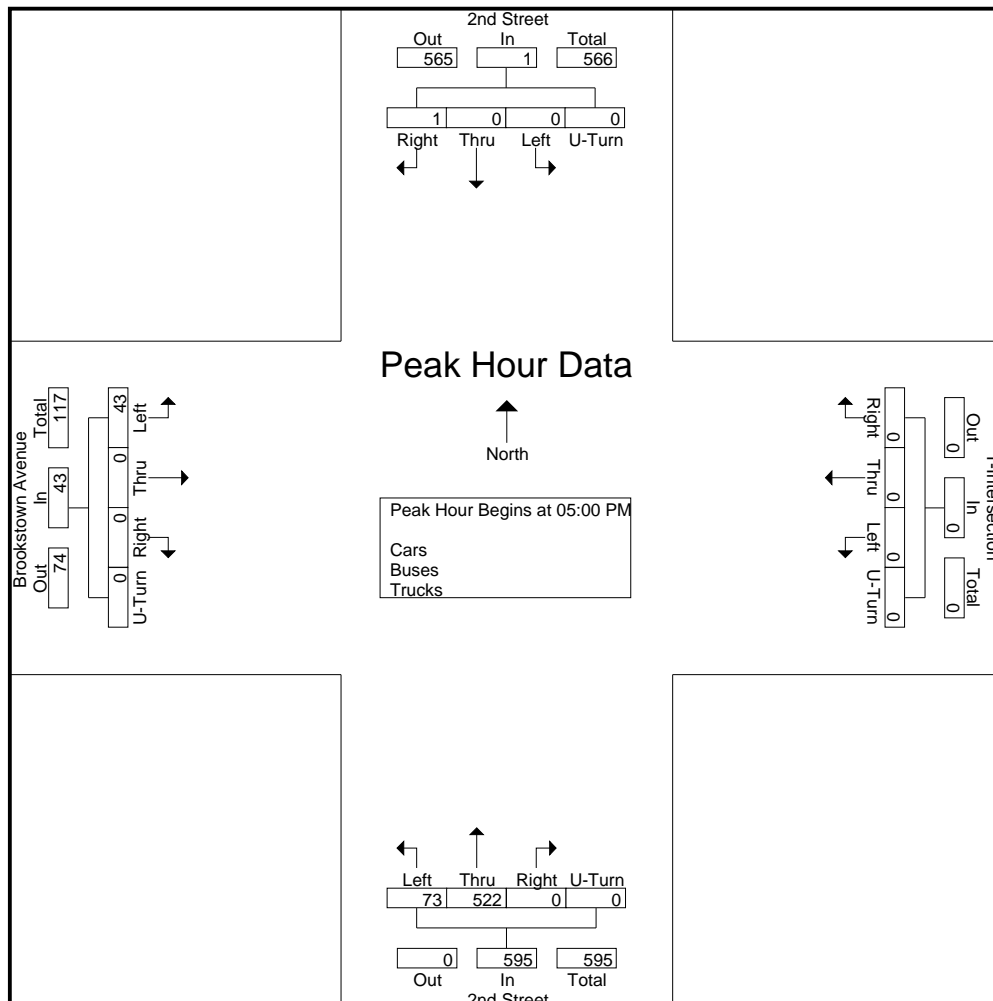 2nd Street
Out In Total
565 1 566
1 0 0 0
Right Thru Left U-Turn
Peak Hour Data
North
Peak Hour Begins at 05:00 PM
Cars
Buses
Trucks
Brookstown Avenue
Out In Total
74 43 117
43 0 0 0
Left Thru Right U-Turn
Right Thru Left U-Turn
0 0 0 0
Out In Total
0 0 0
T-Intersection
Left Thru Right U-Turn
73 522 0 0
0 595 595
Out In Total
2nd Street